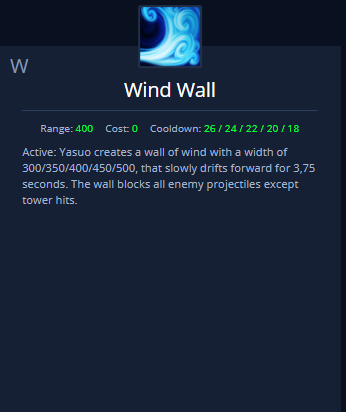 W
Wind Wall
Range: 400 Cost: 0 Cooldown: 26 / 24 / 22 / 20 / 18
Active: Yasuo creates a wall of wind with a width of
300/350/400/450/500, that slowly drifts forward for 3,75
seconds. The wall blocks all enemy projectiles except
tower hits.